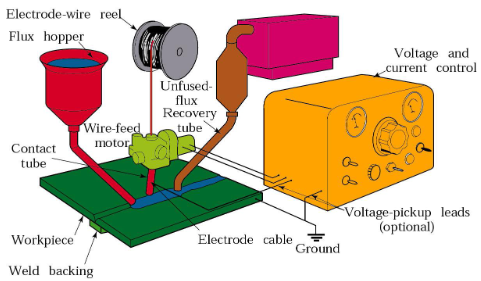 Electrode-wire reel
Flux hopper
Voltage and
current control
Unfused-
flux
Recovery
tube
Wire-feed
motor
Contact
tube
Voltage-pickup leads
(optional)
Workpiece
Electrode cable
Ground
Weld backing